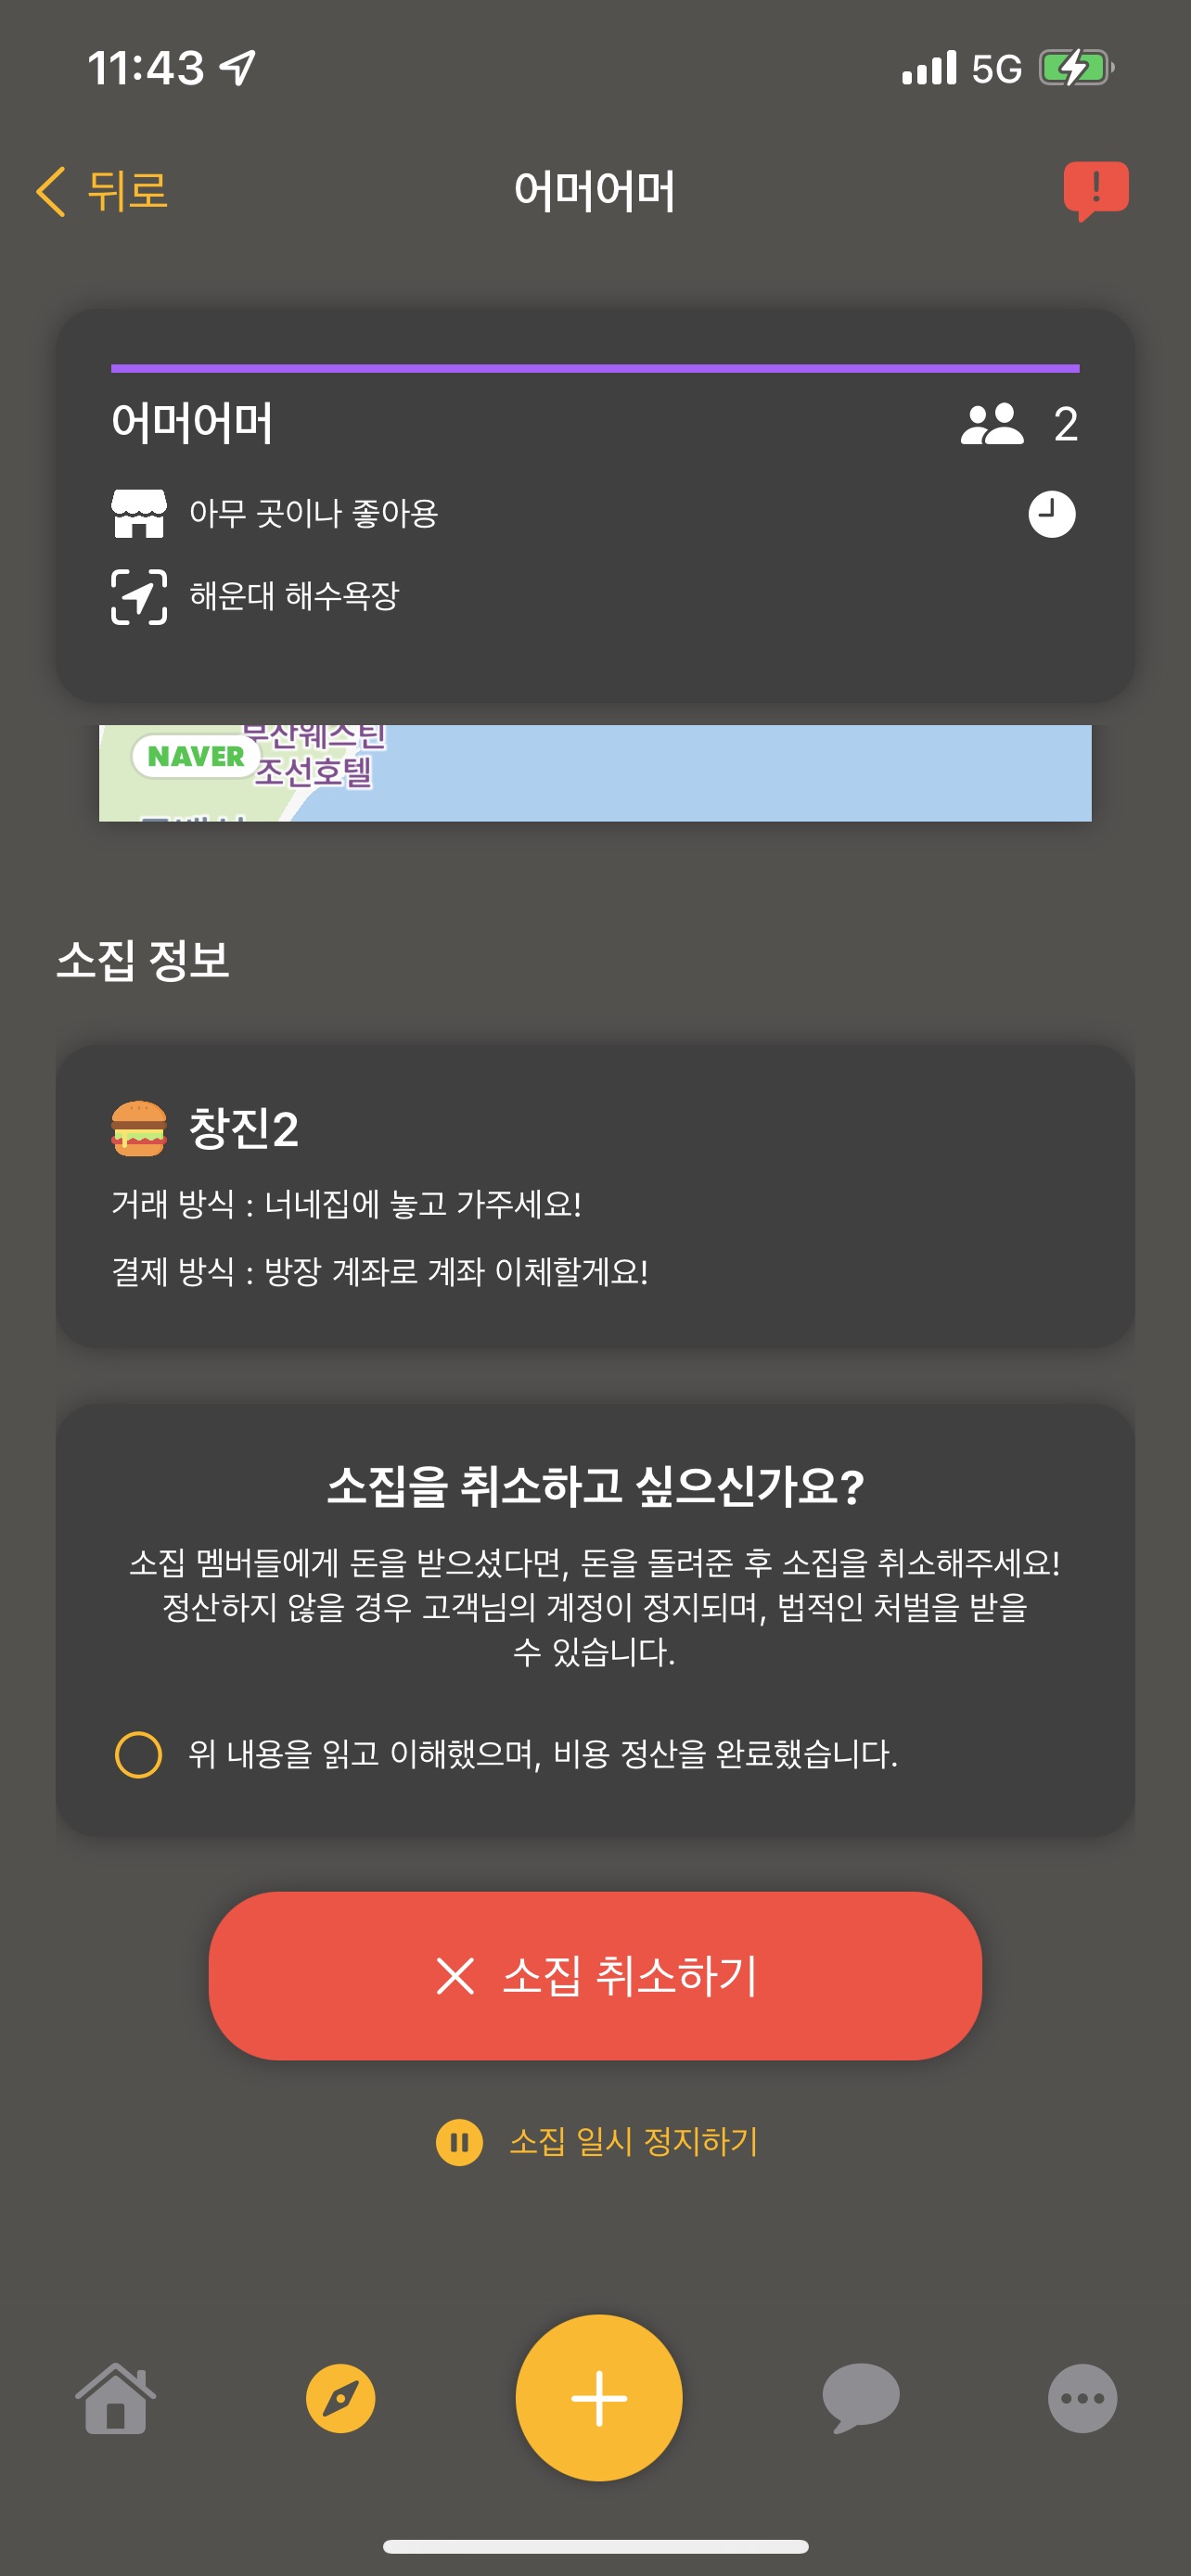 11:43
5G
뒤로
어머어머
어머어머
2
아무 곳이나 좋아용
해운대 해수욕장
NAVER
조선호텔
소집 정보
창진2
거래 방식 : 너네집에 놓고 가주세요!
결제 방식 : 방장 계좌로 계좌 이체할게요!
소집을 취소하고 싶으신가요?
소집 멤버들에게 돈을 받으셨다면, 돈을 돌려준 후 소집을 취소해주세요!
정산하지 않을 경우 고객님의 계정이 정지되며, 법적인 처벌을 받을
수 있습니다.
위 내용을 읽고 이해했으며, 비용 정산을 완료했습니다.
소집 취소하기
소집 일시 정지하기